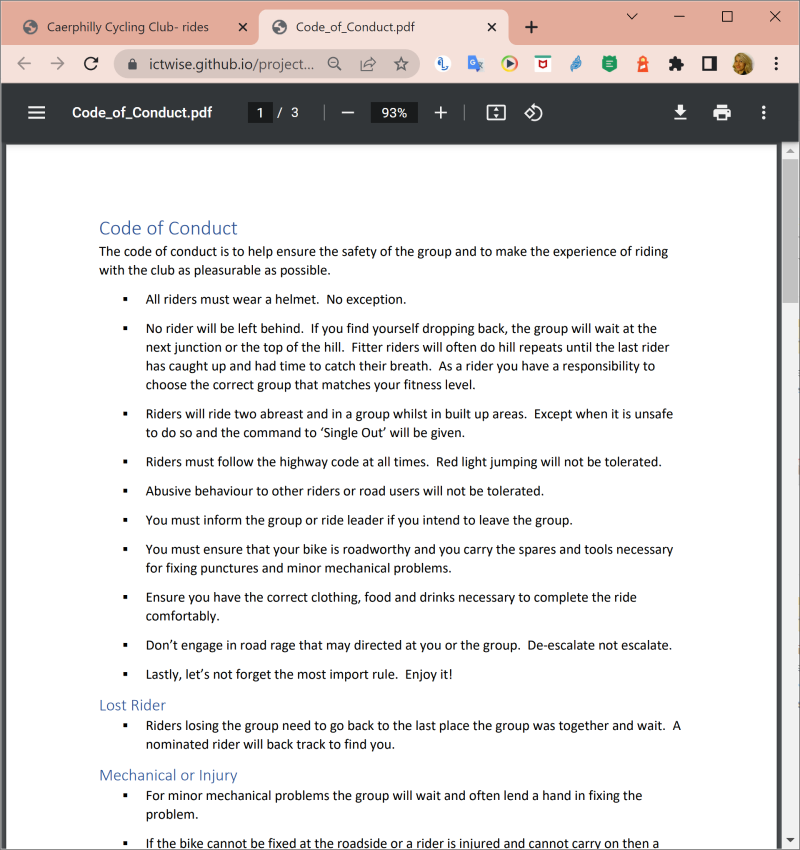 Caerphilly Cycling Club- rides
Code_of_Conduct.pdf
ictwise.github.io/project...
Code_of_Conduct.pdf
1 / 3
93%
Code of Conduct
The code of conduct is to help ensure the safety of the group and to make the experience of riding
with the club as pleasurable as possible.
▪ All riders must wear a helmet.  No exception.
▪ No rider will be left behind.  If you find yourself dropping back, the group will wait at the
next junction or the top of the hill.  Fitter riders will often do hill repeats until the last rider
has caught up and had time to catch their breath.  As a rider you have a responsibility to
choose the correct group that matches your fitness level.
▪ Riders will ride two abreast and in a group whilst in built up areas.  Except when it is unsafe
to do so and the command to ‘Single Out’ will be given.
▪ Riders must follow the highway code at all times.  Red light jumping will not be tolerated.
▪ Abusive behaviour to other riders or road users will not be tolerated.
▪ You must inform the group or ride leader if you intend to leave the group.
▪ You must ensure that your bike is roadworthy and you carry the spares and tools necessary
for fixing punctures and minor mechanical problems.
▪ Ensure you have the correct clothing, food and drinks necessary to complete the ride
comfortably.
▪ Don’t engage in road rage that may directed at you or the group.  De-escalate not escalate.
▪ Lastly, let’s not forget the most import rule.  Enjoy it!
Lost Rider
▪ Riders losing the group need to go back to the last place the group was together and wait.  A
nominated rider will back track to find you.
Mechanical or Injury
▪ For minor mechanical problems the group will wait and often lend a hand in fixing the
problem.
▪ If the bike cannot be fixed at the roadside or a rider is injured and cannot carry on then a